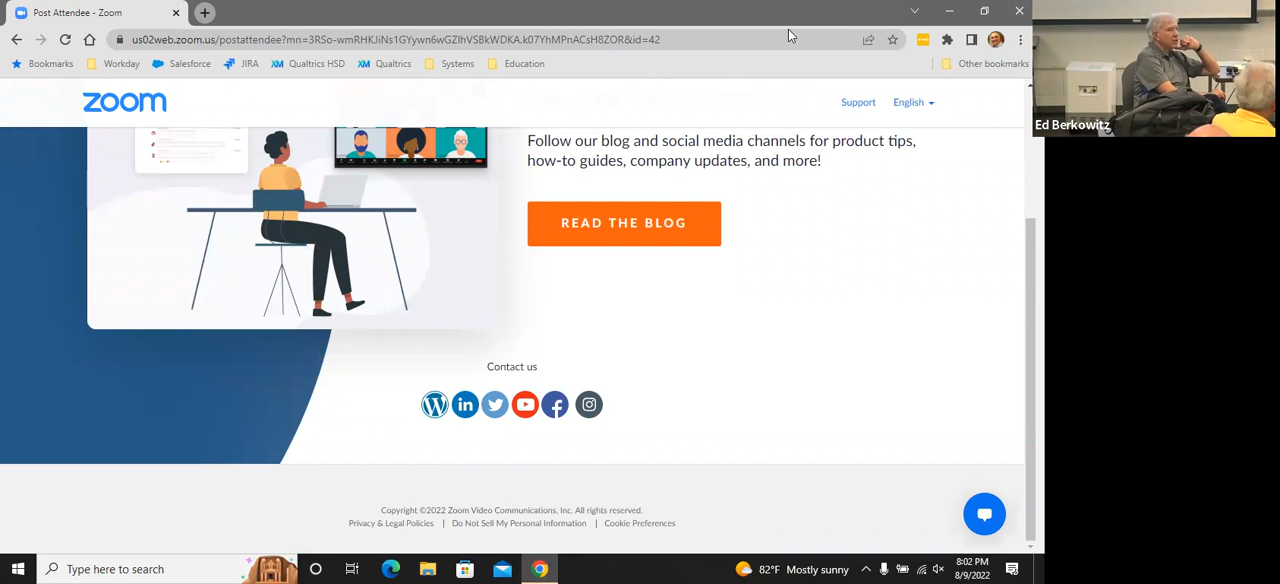 Post Attendee - Zoom
us02web.zoom.us/postattendee?mn=3RSo-wmRHKJiNs1GYywn6wGZIhVSBkWDKA.k07YhMPnACsH8ZOR&id=42
Bookmarks Workday Salesforce JIRA XM Qualtrics HSD XM Qualtrics Systems Education Other bookmarks
zoom
Support English
Follow our blog and social media channels for product tips,
how-to guides, company updates, and more!
READ THE BLOG
Contact us
Copyright ©2022 Zoom Video Communications, Inc. All rights reserved.
Privacy & Legal Policies | Do Not Sell My Personal Information | Cookie Preferences
Type here to search
82°F Mostly sunny
8:02 PM
8/9/2022
Ed Berkowitz